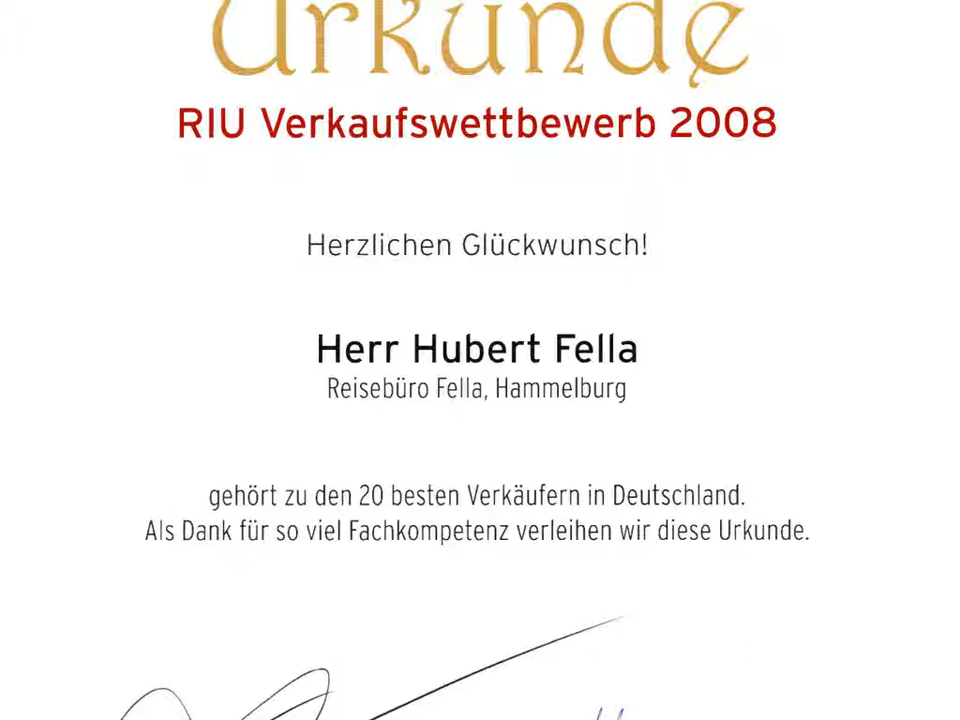 Urkunde
RIU Verkaufswettbewerb 2008
Herzlichen Glückwunsch!
Herr Hubert Fella
Reisebüro Fella, Hammelburg
gehört zu den 20 besten Verkäufern in Deutschland.
Als Dank für so viel Fachkompetenz verleihen wir diese Urkunde.